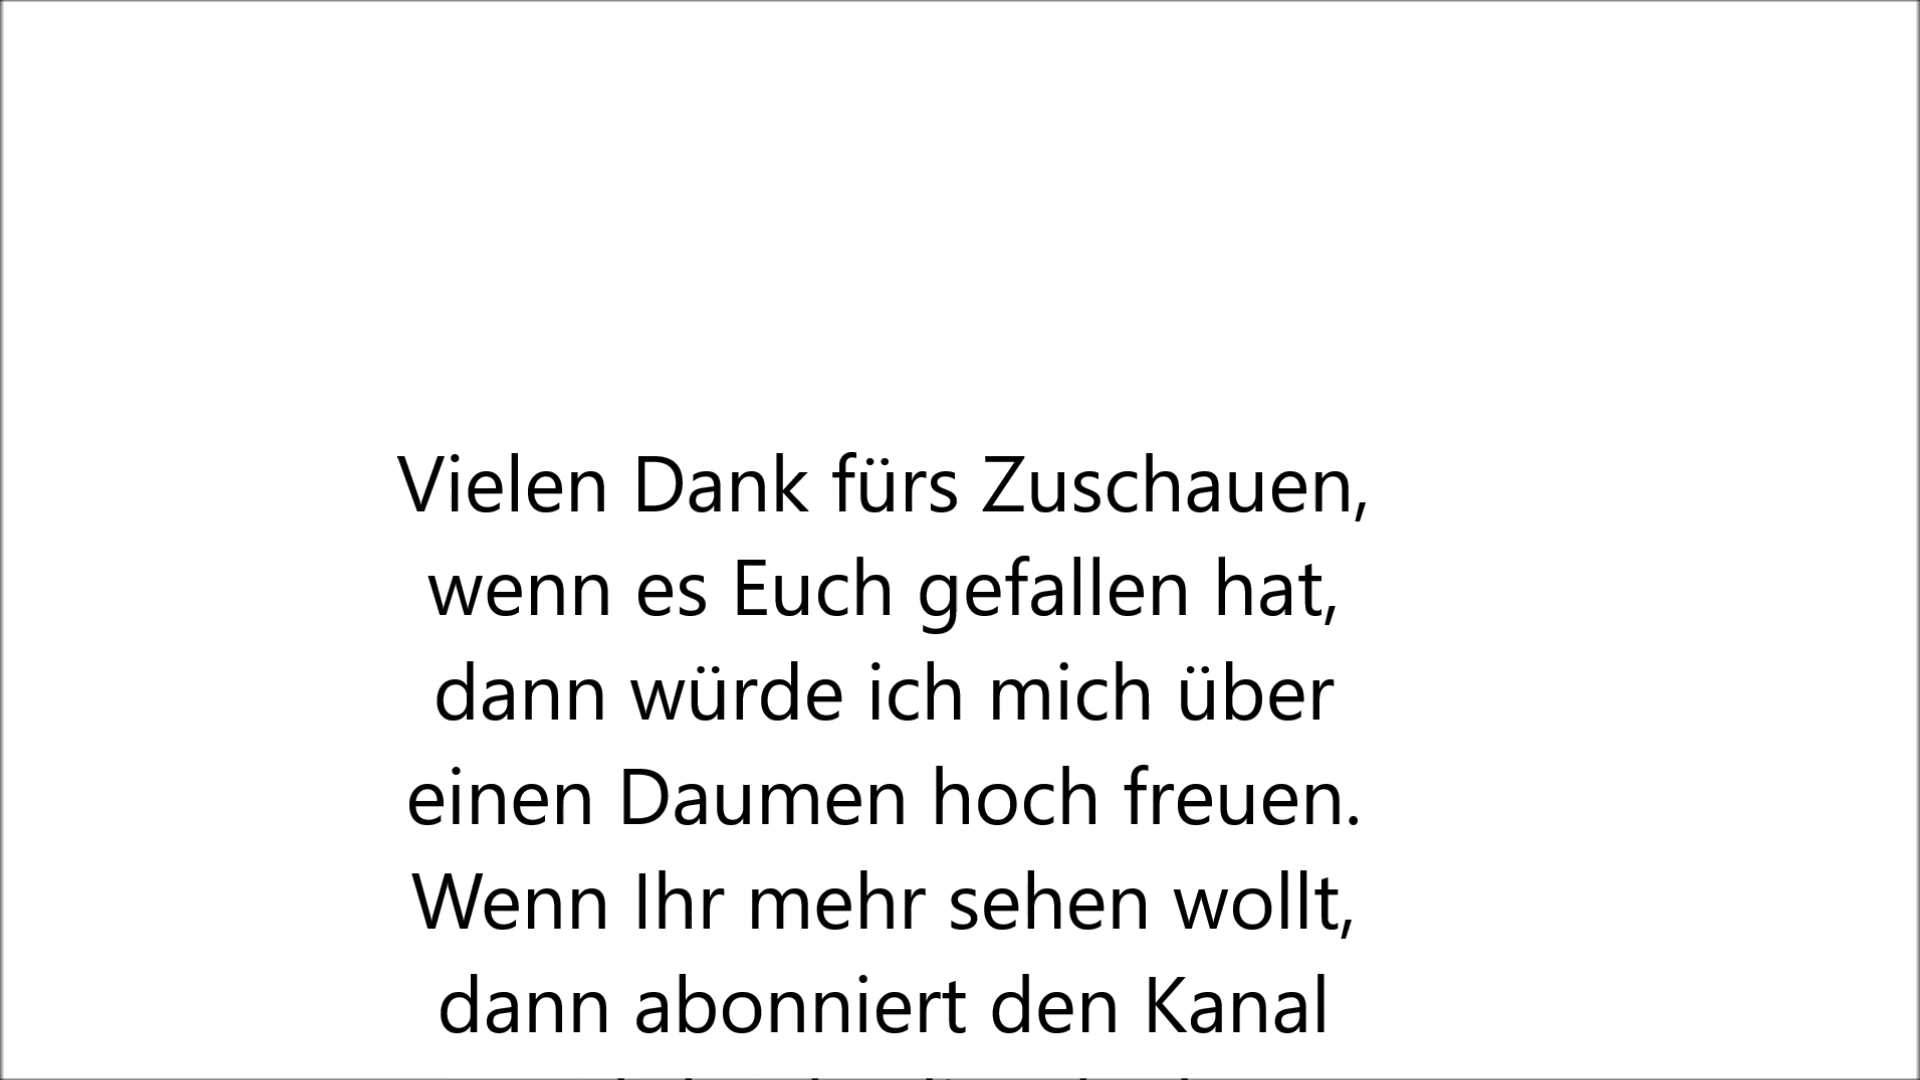 Vielen Dank fürs Zuschauen,
wenn es Euch gefallen hat,
dann würde ich mich über
einen Daumen hoch freuen.
Wenn Ihr mehr sehen wollt,
dann abonniert den Kanal